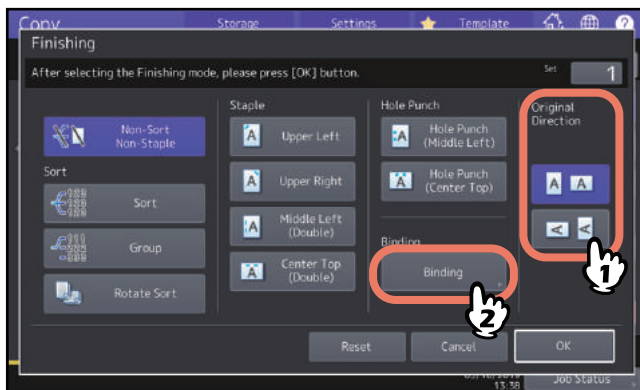 Copy
Storage
Settings
Template
Finishing
After selecting the Finishing mode, please press [OK] button.
Set
1
Non-Sort
Non-Staple
Sort
Sort
Group
Rotate Sort
Staple
Upper Left
Upper Right
Middle Left
(Double)
Center Top
(Double)
Hole Punch
Hole Punch
(Middle Left)
Hole Punch
(Center Top)
Binding
Binding
Original
Direction
1
2
Reset
Cancel
OK
13:38
Job Status